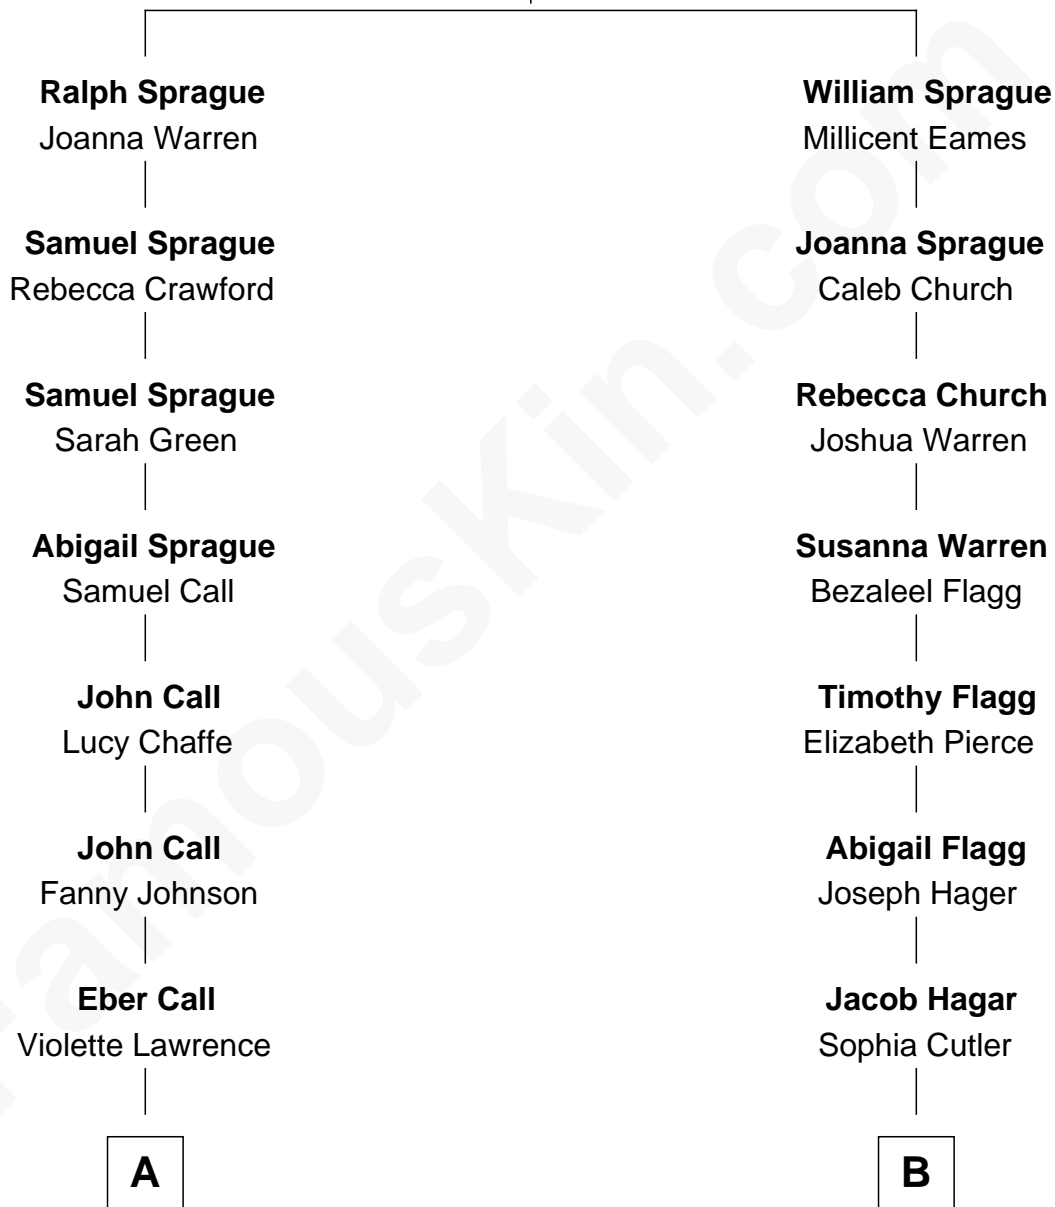 Ralph Sprague
Joanna Warren
Samuel Sprague
Rebecca Crawford
Samuel Sprague
Sarah Green
Abigail Sprague
Samuel Call
John Call
Lucy Chaffe
John Call
Fanny Johnson
Eber Call
Violette Lawrence
A
William Sprague
Millicent Eames
Joanna Sprague
Caleb Church
Rebecca Church
Joshua Warren
Susanna Warren
Bezaleel Flagg
Timothy Flagg
Elizabeth Pierce
Abigail Flagg
Joseph Hager
Jacob Hagar
Sophia Cutler
B
FamousKin.com